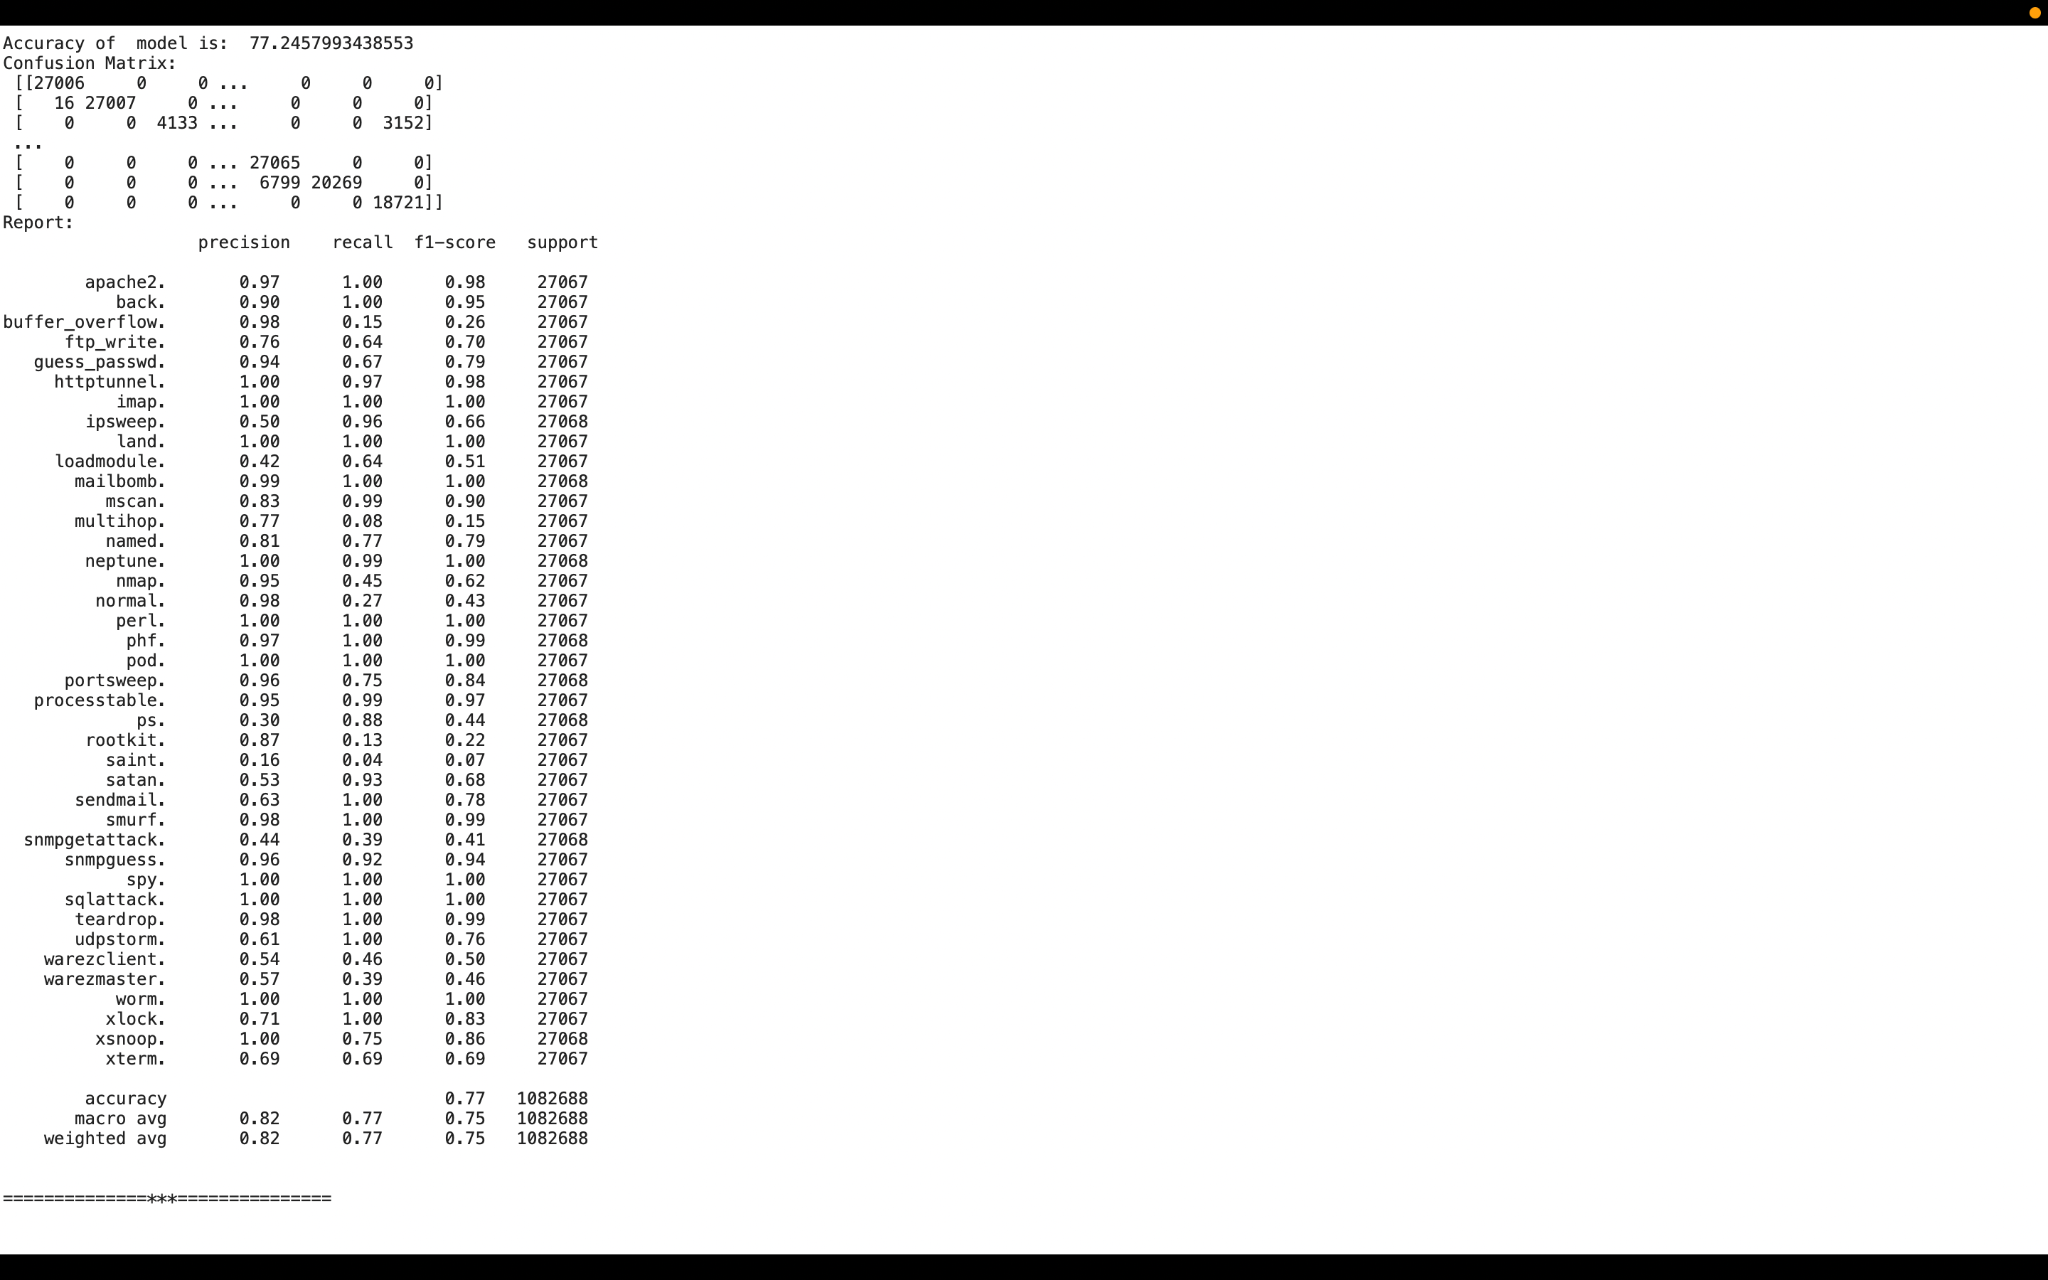 Accuracy of  model is:  77.2457993438553
Confusion Matrix:
 [[27006     0     0 ...     0     0     0]
 [   16 27007     0 ...     0     0     0]
 [    0     0  4133 ...     0     0  3152]
 ...
 [    0     0     0 ... 27065     0     0]
 [    0     0     0 ...  6799 20269     0]
 [    0     0     0 ...     0     0 18721]]
Report:
                   precision    recall  f1-score   support
        apache2.       0.97      1.00      0.98     27067
           back.       0.90      1.00      0.95     27067
buffer_overflow.       0.98      0.15      0.26     27067
      ftp_write.       0.76      0.64      0.70     27067
   guess_passwd.       0.94      0.67      0.79     27067
     httptunnel.       1.00      0.97      0.98     27067
           imap.       1.00      1.00      1.00     27067
        ipsweep.       0.50      0.96      0.66     27068
           land.       1.00      1.00      1.00     27067
     loadmodule.       0.42      0.64      0.51     27067
       mailbomb.       0.99      1.00      1.00     27068
          mscan.       0.83      0.99      0.90     27067
       multihop.       0.77      0.08      0.15     27067
          named.       0.81      0.77      0.79     27067
        neptune.       1.00      0.99      1.00     27068
           nmap.       0.95      0.45      0.62     27067
         normal.       0.98      0.27      0.43     27067
           perl.       1.00      1.00      1.00     27067
            phf.       0.97      1.00      0.99     27068
            pod.       1.00      1.00      1.00     27067
      portsweep.       0.96      0.75      0.84     27068
   processtable.       0.95      0.99      0.97     27067
             ps.       0.30      0.88      0.44     27068
        rootkit.       0.87      0.13      0.22     27067
          saint.       0.16      0.04      0.07     27067
          satan.       0.53      0.93      0.68     27067
       sendmail.       0.63      1.00      0.78     27067
          smurf.       0.98      1.00      0.99     27067
  snmpgetattack.       0.44      0.39      0.41     27068
      snmpguess.       0.96      0.92      0.94     27067
            spy.       1.00      1.00      1.00     27067
      sqlattack.       1.00      1.00      1.00     27067
       teardrop.       0.98      1.00      0.99     27067
       udpstorm.       0.61      1.00      0.76     27067
    warezclient.       0.54      0.46      0.50     27067
    warezmaster.       0.57      0.39      0.46     27067
           worm.       1.00      1.00      1.00     27067
          xlock.       0.71      1.00      0.83     27067
         xsnoop.       1.00      0.75      0.86     27068
          xterm.       0.69      0.69      0.69     27067
        accuracy                           0.77   1082688
       macro avg       0.82      0.77      0.75   1082688
    weighted avg       0.82      0.77      0.75   1082688
==============***===============